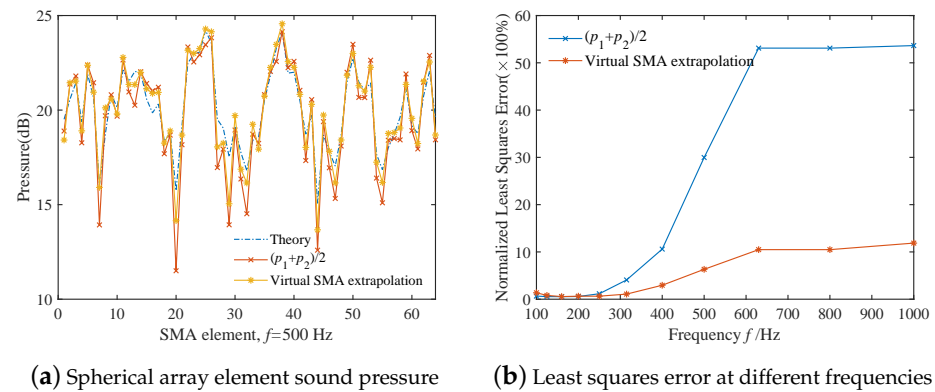 25
20
15
10
Pressure(dB)
Theory
(p1+p2)/2
Virtual SMA extrapolation
0 10 20 30 40 50 60
SMA element, f=500 Hz
(a) Spherical array element sound pressure
60
50
40
30
20
10
0
Normalized Least Squares Error(×100%)
(p1+p2)/2
Virtual SMA extrapolation
100 200 300 400 500 600 700 800 900 1000
Frequency f /Hz
(b) Least squares error at different frequencies